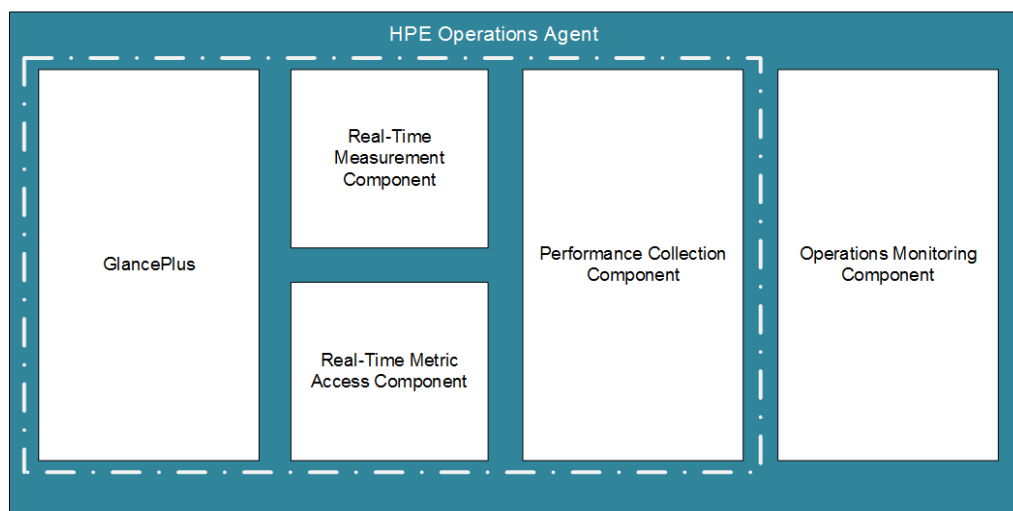 HPE Operations Agent
GlancePlus
Real-Time
Measurement
Component
Real-Time Metric
Access Component
Performance Collection
Component
Operations Monitoring
Component